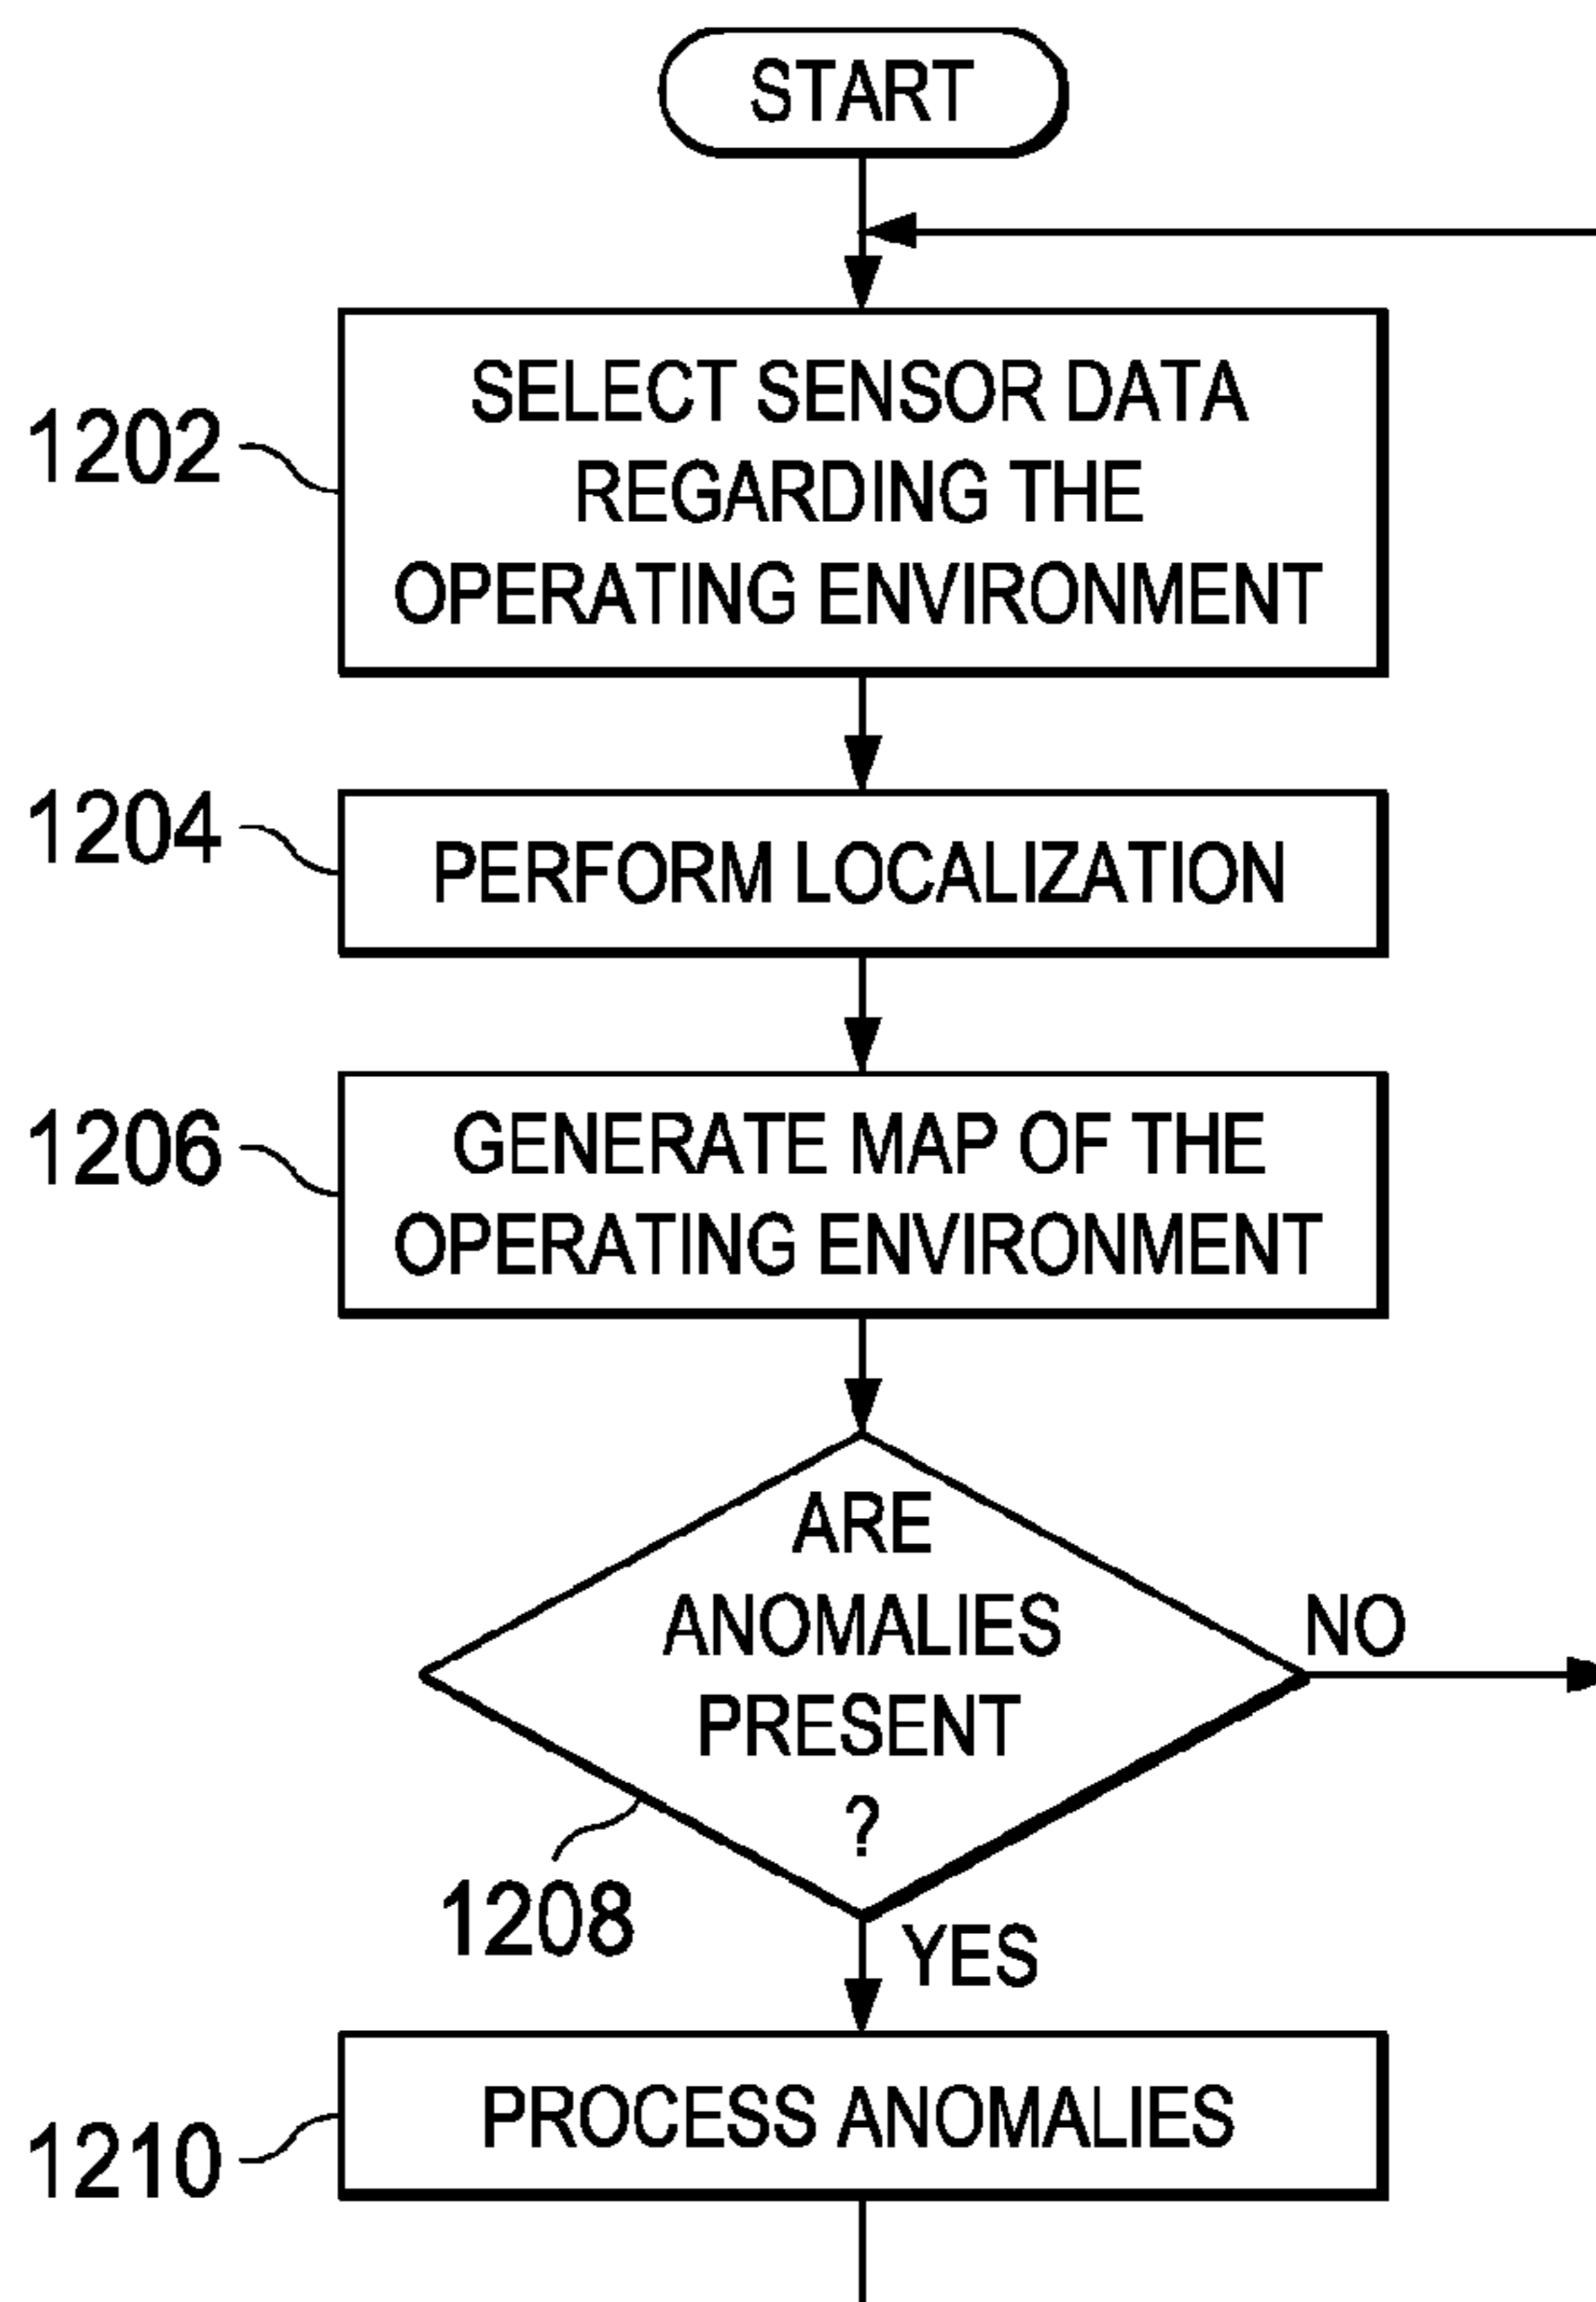 START
1202
SELECT SENSOR DATA
REGARDING THE
OPERATING ENVIRONMENT
1204
PERFORM LOCALIZATION
1206
GENERATE MAP OF THE
OPERATING ENVIRONMENT
ARE
ANOMALIES
PRESENT
?
NO
1208
YES
1210
PROCESS ANOMALIES